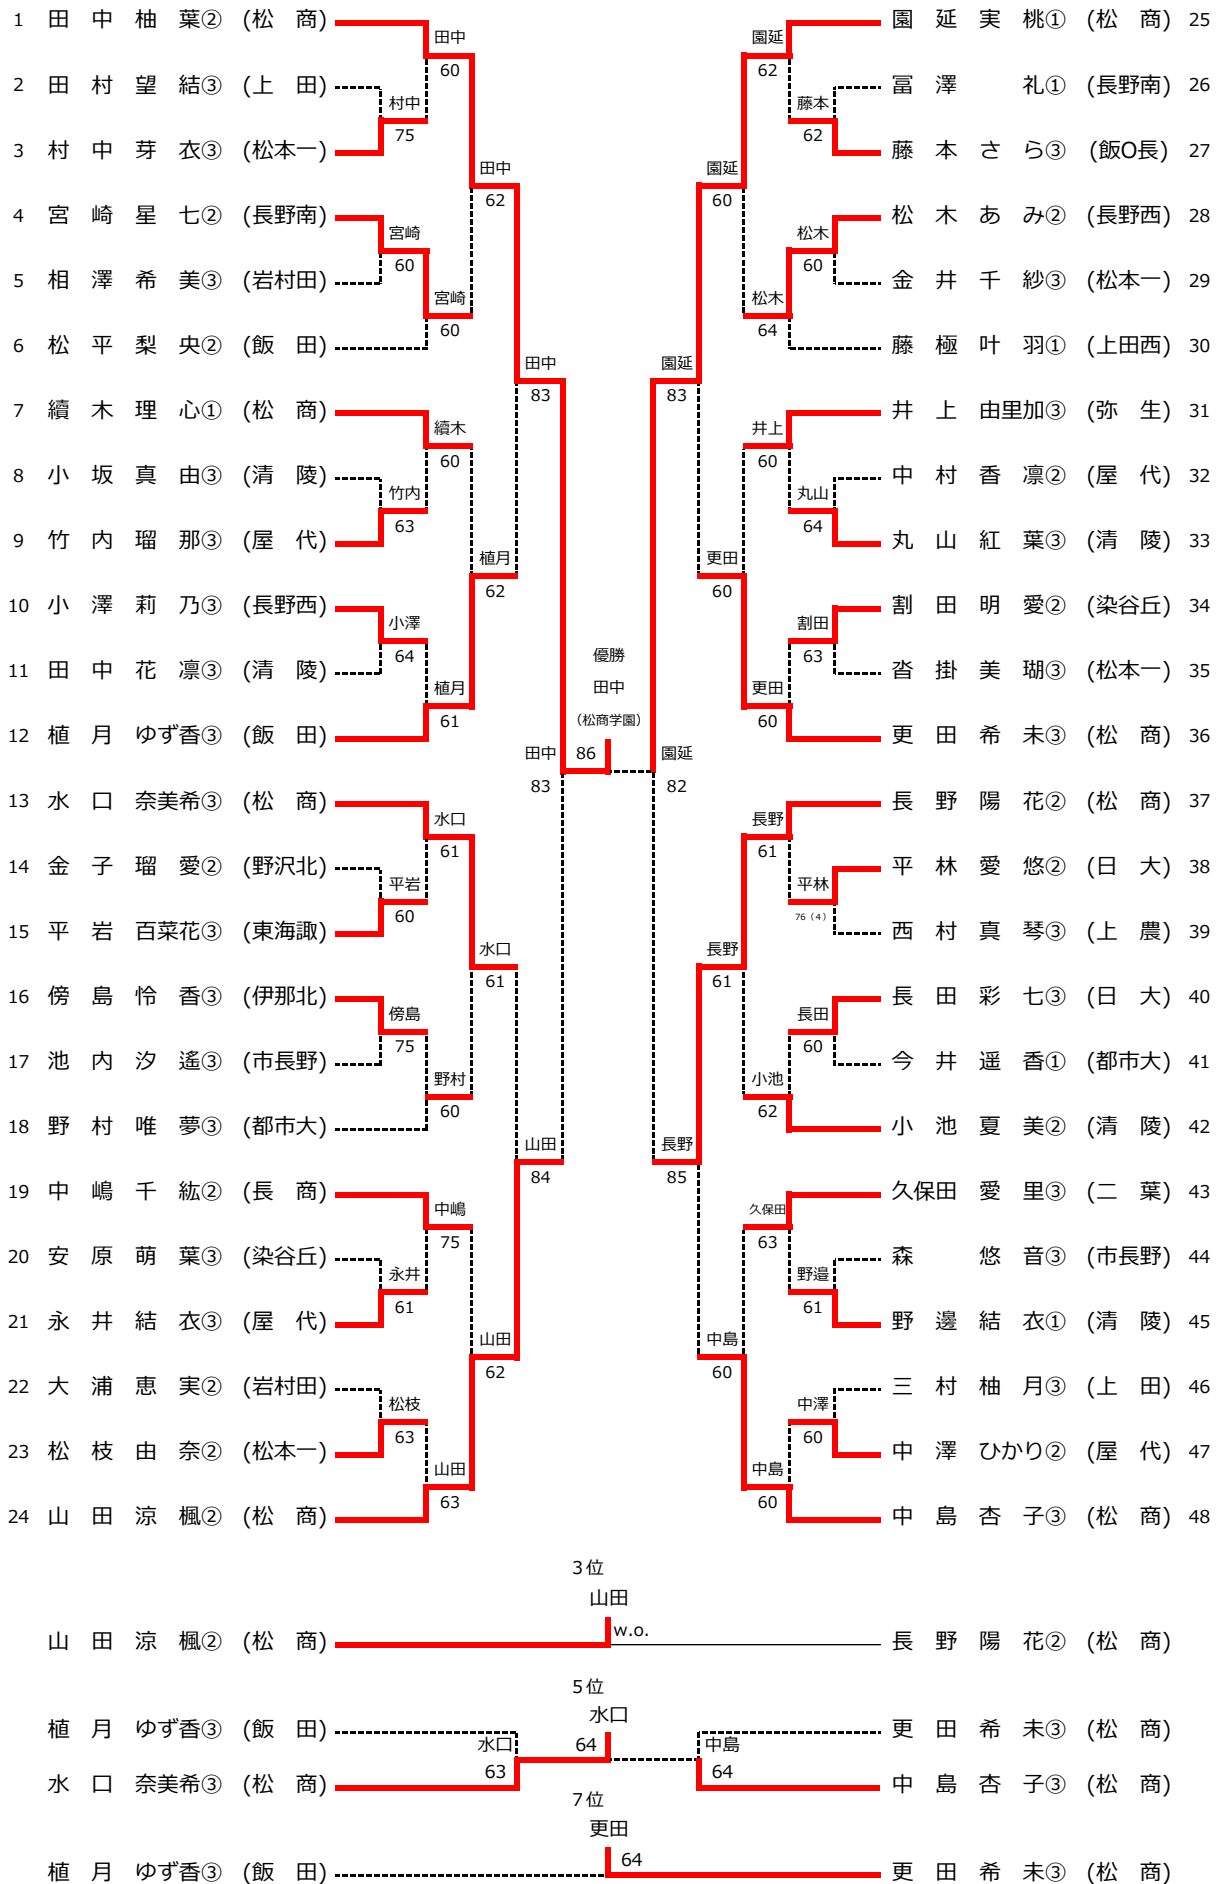 1 田 中 柚 葉② (松 商)
2 田 村 望 結③ (上 田)
3 村 中 芽 衣③ (松本一)
4 宮 崎 星 七② (長野南)
5 相 澤 希 美③ (岩村田)
6 松 平 梨 央② (飯 田)
7 續 木 理 心① (松 商)
8 小 坂 真 由③ (清 陵)
9 竹 内 瑠 那③ (屋 代)
10 小 澤 莉 乃③ (長野西)
11 田 中 花 凛③ (清 陵)
12 植 月 ゆず香③ (飯 田)
13 水 口 奈美希③ (松 商)
14 金 子 瑠 愛② (野沢北)
15 平 岩 百菜花③ (東海諏)
16 傍 島 怜 香③ (伊那北)
17 池 内 汐 遙③ (市長野)
18 野 村 唯 夢③ (都市大)
19 中 嶋 千 紘② (長 商)
20 安 原 萌 葉③ (染谷丘)
21 永 井 結 衣③ (屋 代)
22 大 浦 恵 実② (岩村田)
23 松 枝 由 奈② (松本一)
24 山 田 涼 楓② (松 商)
村中
75
宮崎
60
竹内
63
小澤
64
平岩
60
傍島
75
永井
61
松枝
63
田中
60
宮崎
60
續木
60
植月
61
水口
61
野村
60
中嶋
75
山田
63
田中
62
植月
62
水口
61
山田
62
田中
83
山田
84
田中
83
優勝
田中
(松商学園)
86
園延
82
園延
83
長野
85
園延
60
更田
60
長野
61
中島
60
園延
62
松木
64
井上
60
更田
60
長野
61
小池
62
久保田
63
中島
60
藤本
62
松木
60
丸山
64
割田
63
平林
76（4）
長田
60
野邉
61
中澤
60
園 延 実 桃① (松 商) 25
冨 澤 礼① (長野南) 26
藤 本 さ ら③ (飯O長) 27
松 木 あ み② (長野西) 28
金 井 千 紗③ (松本一) 29
藤 極 叶 羽① (上田西) 30
井 上 由里加③ (弥 生) 31
中 村 香 凛② (屋 代) 32
丸 山 紅 葉③ (清 陵) 33
割 田 明 愛② (染谷丘) 34
沓 掛 美 瑚③ (松本一) 35
更 田 希 未③ (松 商) 36
長 野 陽 花② (松 商) 37
平 林 愛 悠② (日 大) 38
西 村 真 琴③ (上 農) 39
長 田 彩 七③ (日 大) 40
今 井 遥 香① (都市大) 41
小 池 夏 美② (清 陵) 42
久保田 愛 里③ (二 葉) 43
森 悠 音③ (市長野) 44
野 邊 結 衣① (清 陵) 45
三 村 柚 月③ (上 田) 46
中 澤 ひかり② (屋 代) 47
中 島 杏 子③ (松 商) 48
3位
山田
山 田 涼 楓② (松 商) w.o. 長 野 陽 花② (松 商)
5位
水口
植 月 ゆず香③ (飯 田) 更 田 希 未③ (松 商)
水口 64 中島
63 64
水 口 奈美希③ (松 商) 中 島 杏 子③ (松 商)
7位
更田
64
植 月 ゆず香③ (飯 田) 更 田 希 未③ (松 商)